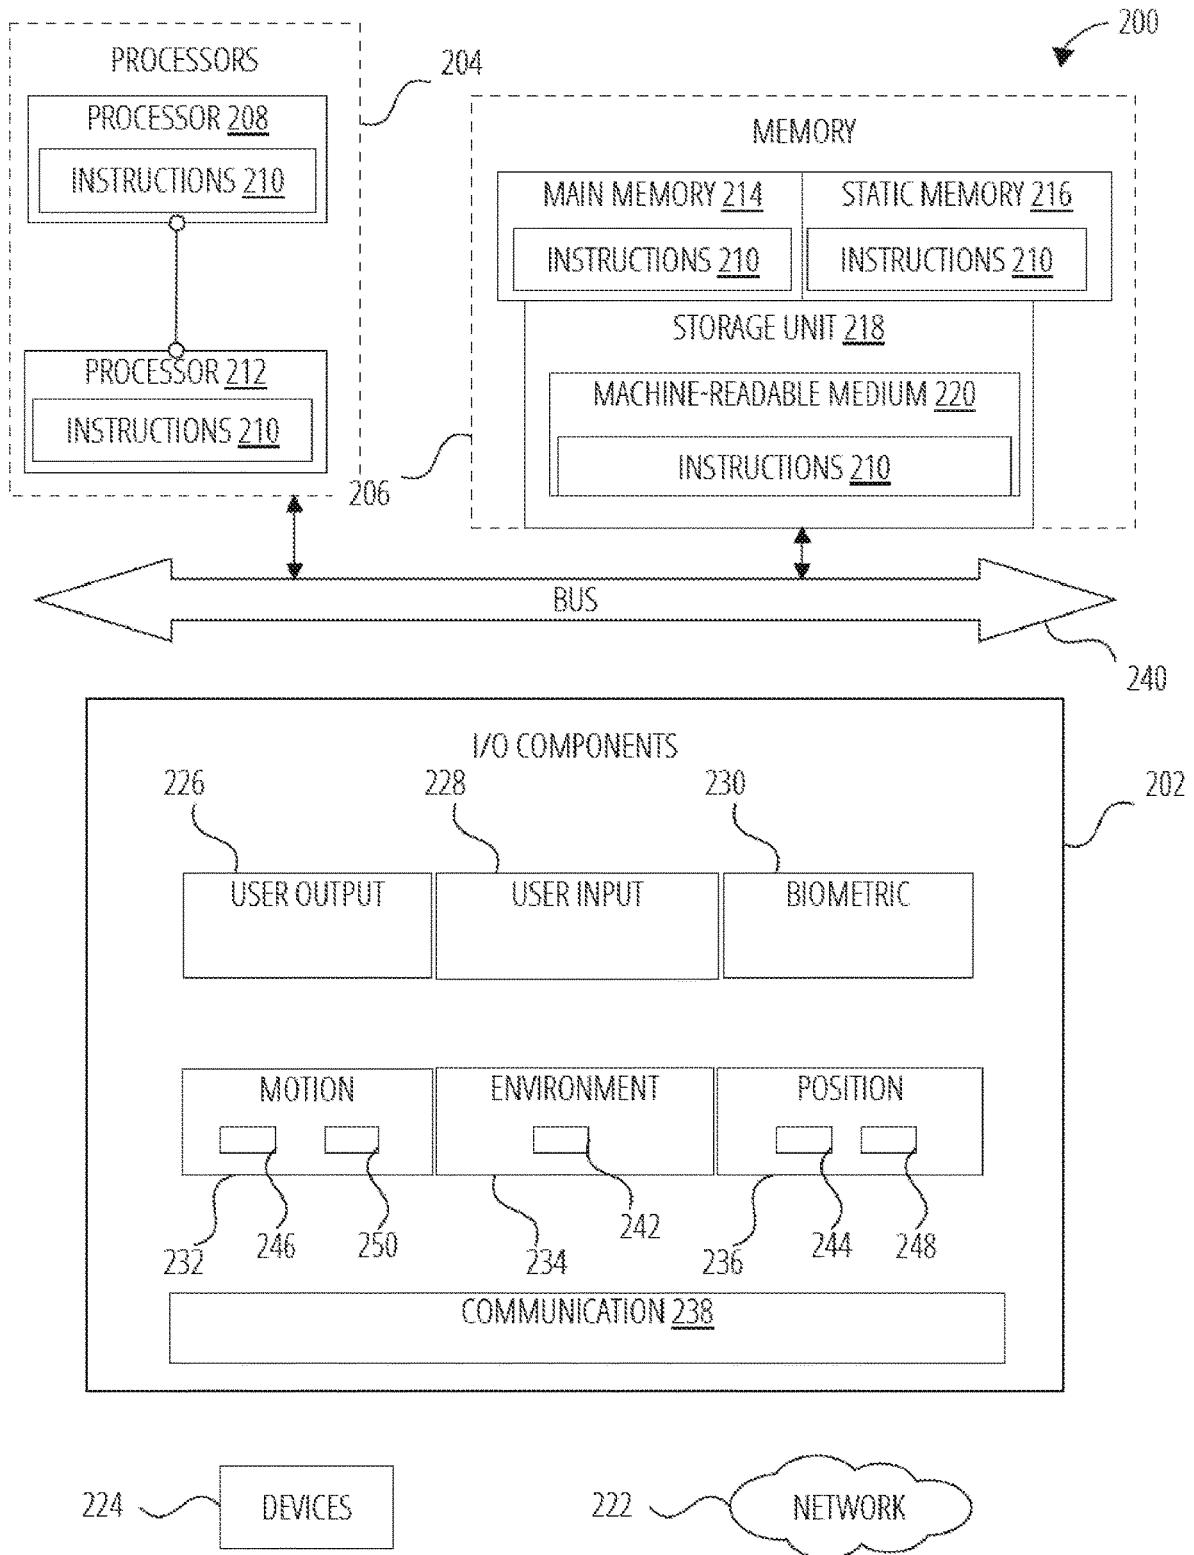 200
PROCESSORS
204
PROCESSOR 208
INSTRUCTIONS 210
PROCESSOR 212
INSTRUCTIONS 210
MEMORY
MAIN MEMORY 214
STATIC MEMORY 216
INSTRUCTIONS 210
INSTRUCTIONS 210
STORAGE UNIT 218
MACHINE-READABLE MEDIUM 220
INSTRUCTIONS 210
206
BUS
240
I/O COMPONENTS
202
226
228
230
USER OUTPUT
USER INPUT
BIOMETRIC
MOTION
ENVIRONMENT
POSITION
232
246
250
234
242
236
244
248
COMMUNICATION 238
224
DEVICES
222
NETWORK